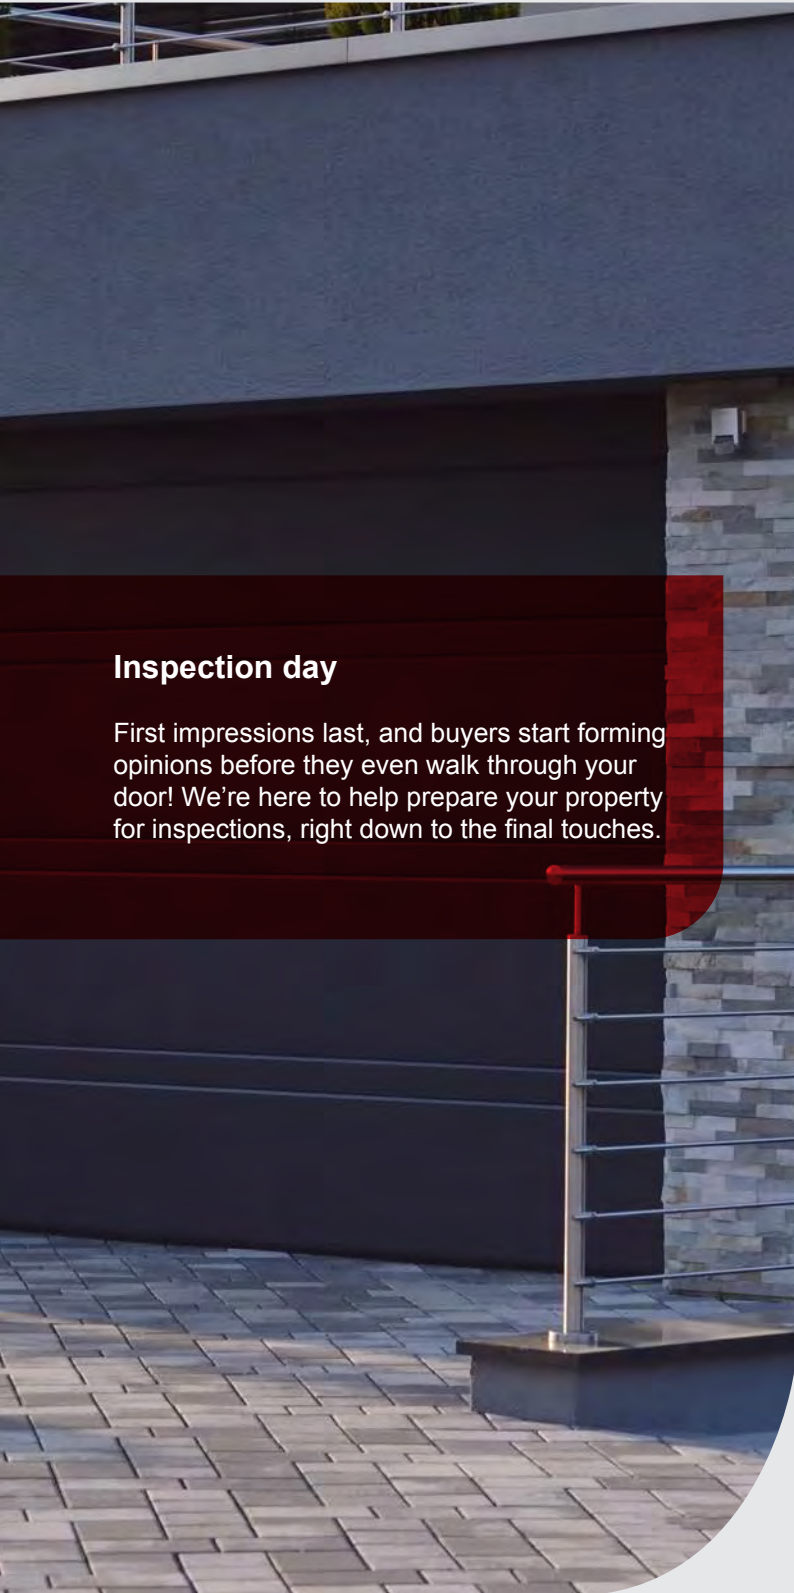 Inspection day
First impressions last, and buyers start forming
opinions before they even walk through your
door! We’re here to help prepare your property
for inspections, right down to the final touches.